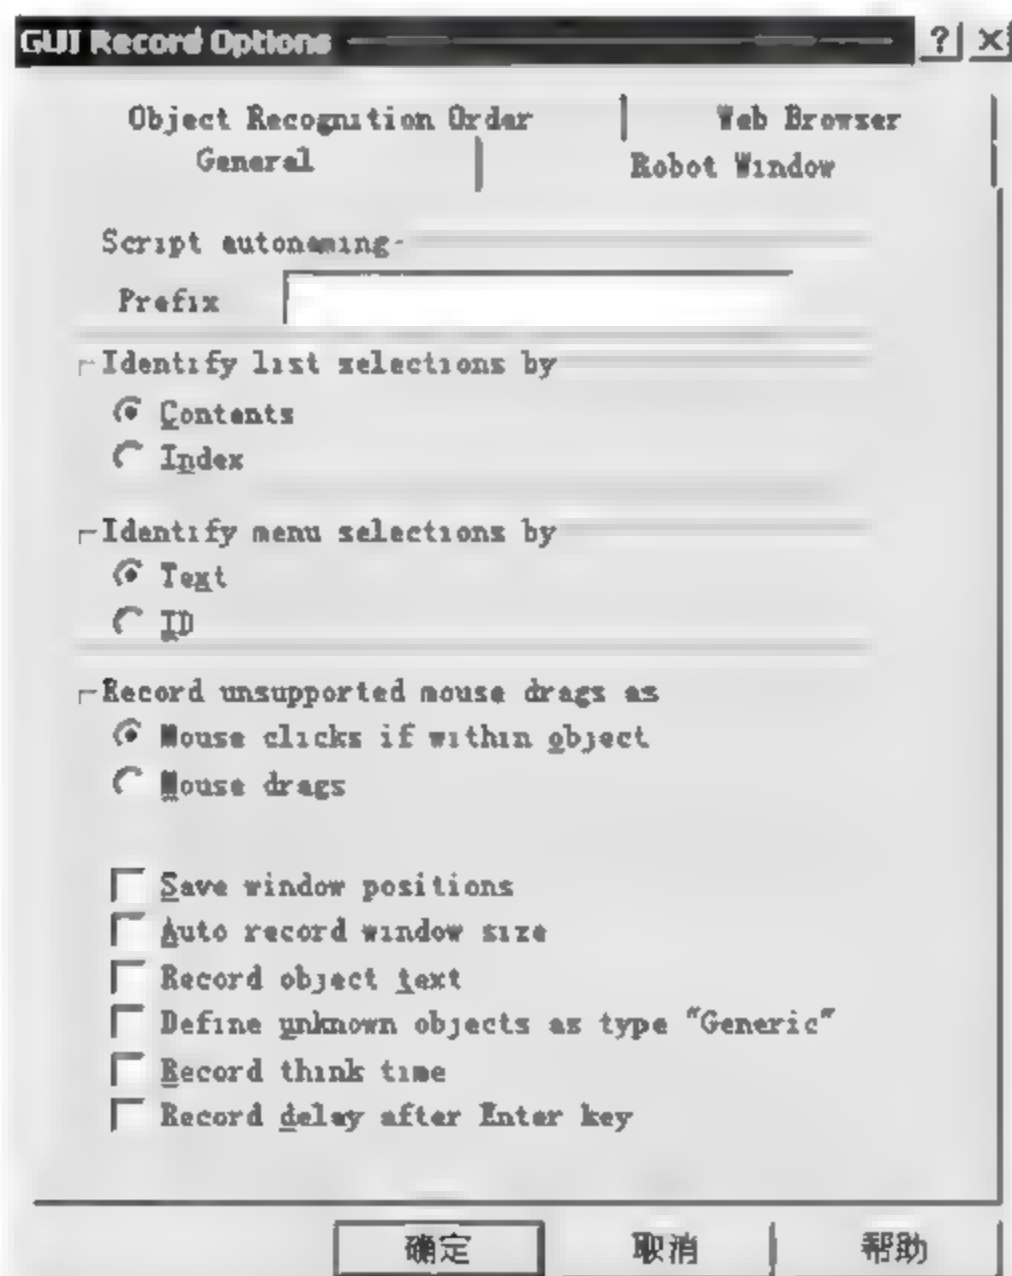 GUI Record Options
Object Recognition Order Web Browser
General Robot Window
Script autonaming
Prefix
Identify list selections by
Contents
Index
Identify menu selections by
Text
ID
Record unsupported mouse drags as
Mouse clicks if within object
Mouse drags
Save window positions
Auto record window size
Record object text
Define unknown objects as type "Generic"
Record think time
Record delay after Enter key
确定 取消 帮助